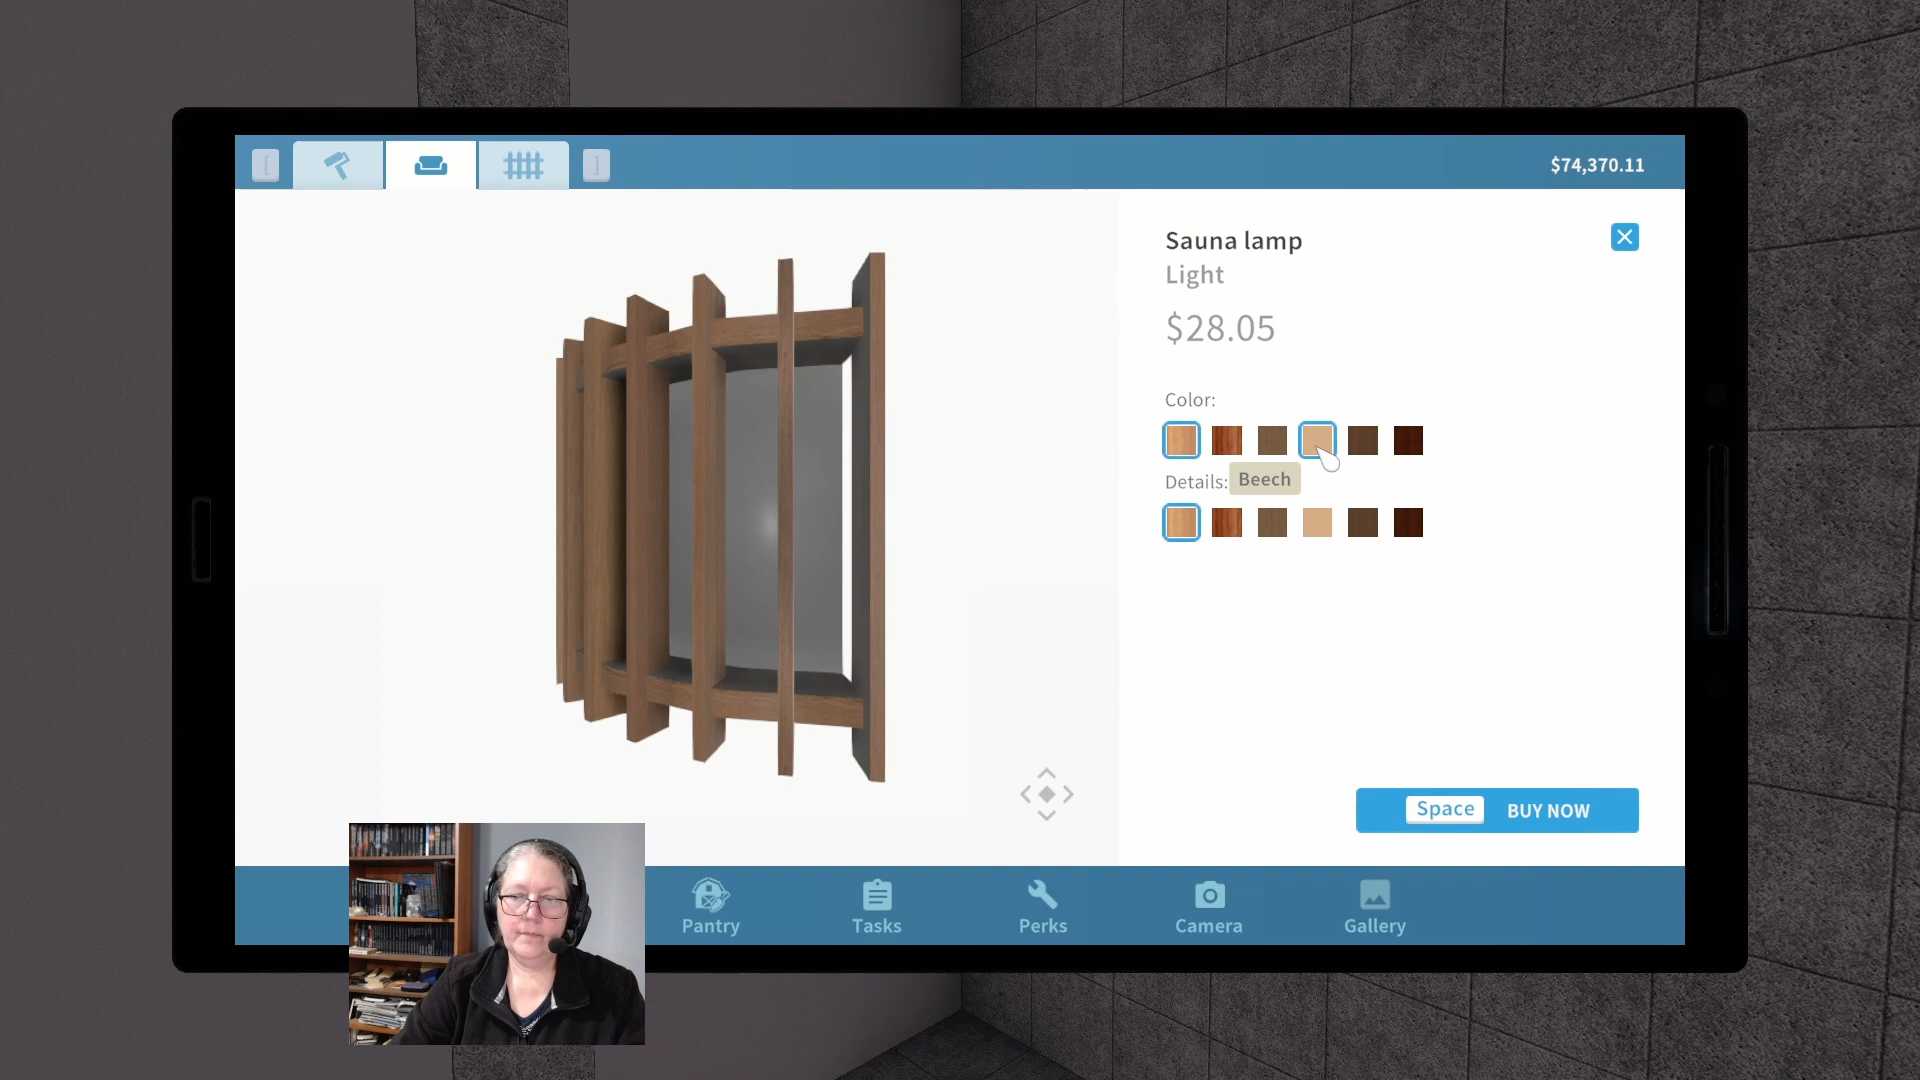 [ ] $74,370.11
Sauna lamp
Light
$28.05
Color:
Beech
Details:
Space BUY NOW
Pantry Tasks Perks Camera Gallery